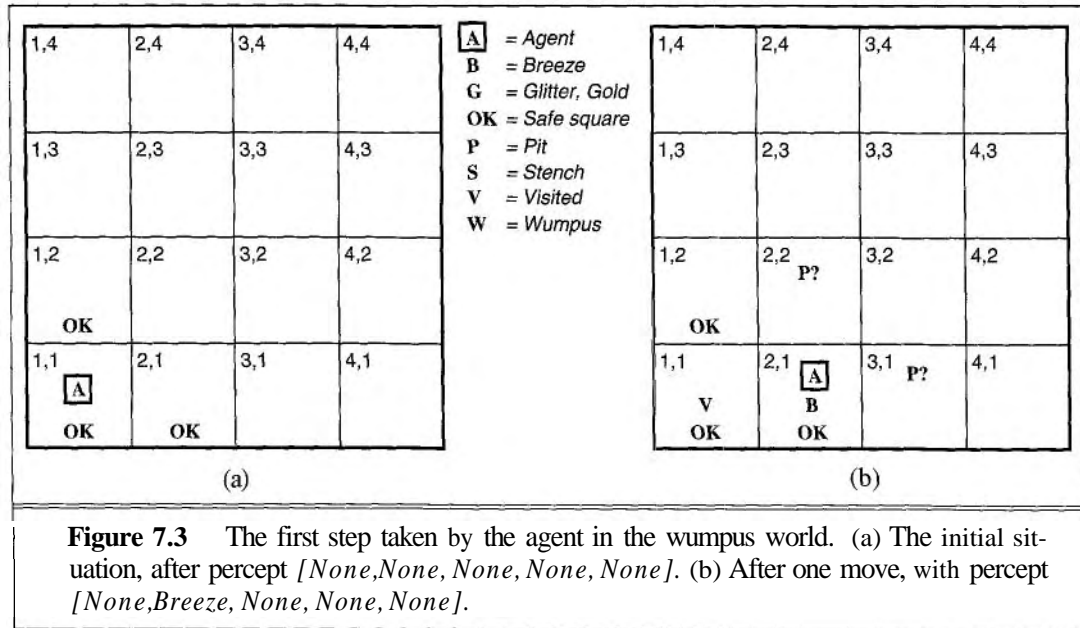 1,4 2,4 3,4 4,4
1,3 2,3 3,3 4,3
1,2 2,2 3,2 4,2
OK
1,1 2,1 3,1 4,1
A
OK OK
(a)
A = Agent
B = Breeze
G = Glitter, Gold
OK = Safe square
P = Pit
S = Stench
V = Visited
W = Wumpus
1,4 2,4 3,4 4,4
1,3 2,3 3,3 4,3
1,2 2,2 3,2 4,2
P?
OK
1,1 2,1 A 3,1 P? 4,1
V B
OK OK
(b)
Figure 7.3 The first step taken by the agent in the wumpus world. (a) The initial sit-
uation, after percept [None,None, None, None, None]. (b) After one move, with percept
[None,Breeze, None, None, None].